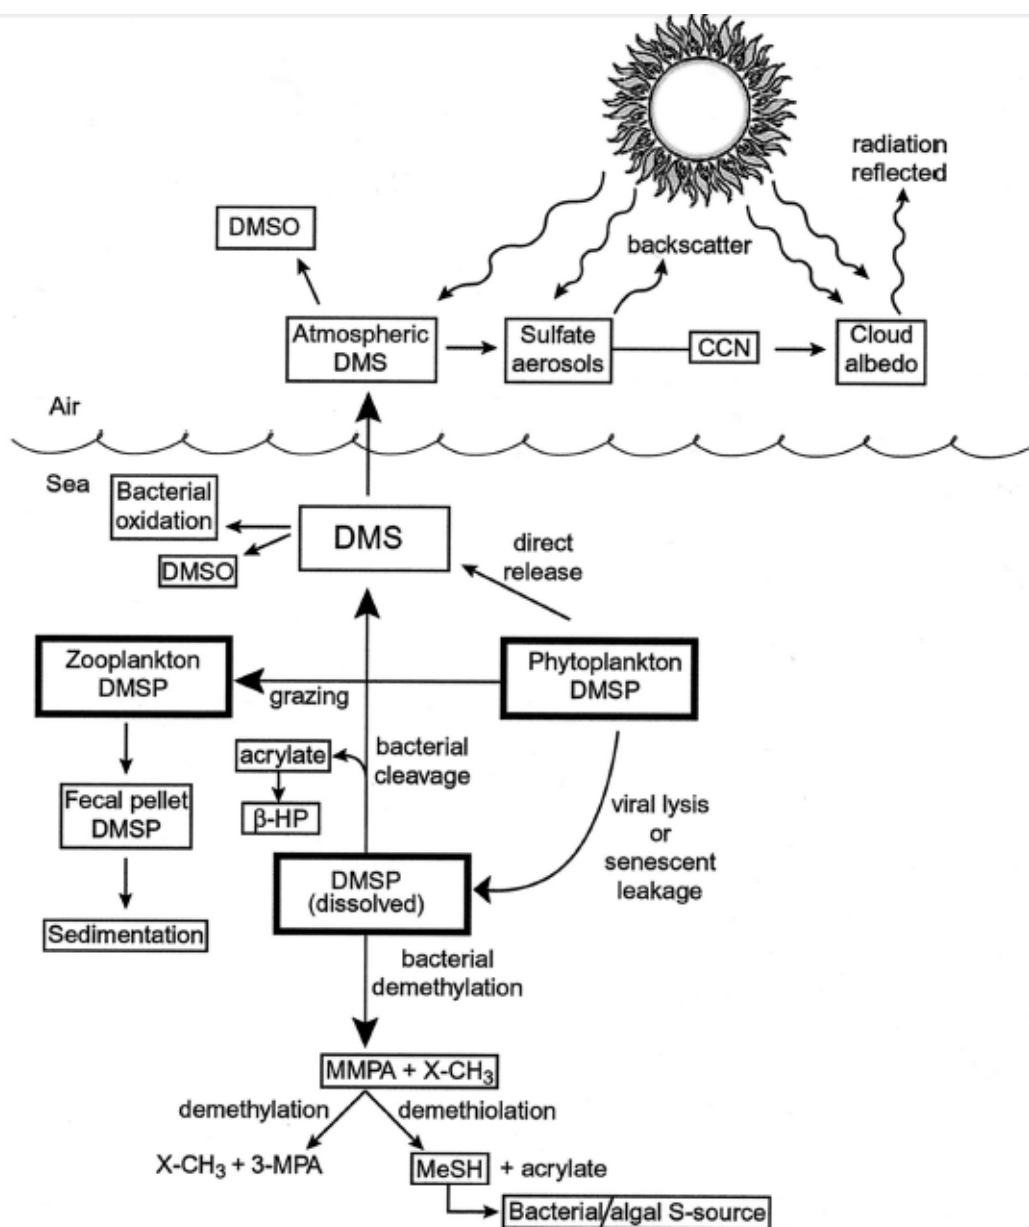 radiation
reflected
DMSO
backscatter
Atmospheric
DMS
Sulfate
aerosols
CCN
Cloud
albedo
Air
Sea
Bacterial
oxidation
DMS
direct
release
DMSO
Zooplankton
DMSP
Phytoplankton
DMSP
grazing
acrylate
bacterial
cleavage
Fecal pellet
DMSP
β-HP
viral lysis
or
senescent
leakage
DMSP
(dissolved)
Sedimentation
bacterial
demethylation
MMPA + X-CH₃
demethylation
demethiolation
X-CH₃ + 3-MPA
MeSH + acrylate
Bacterial/algal S-source